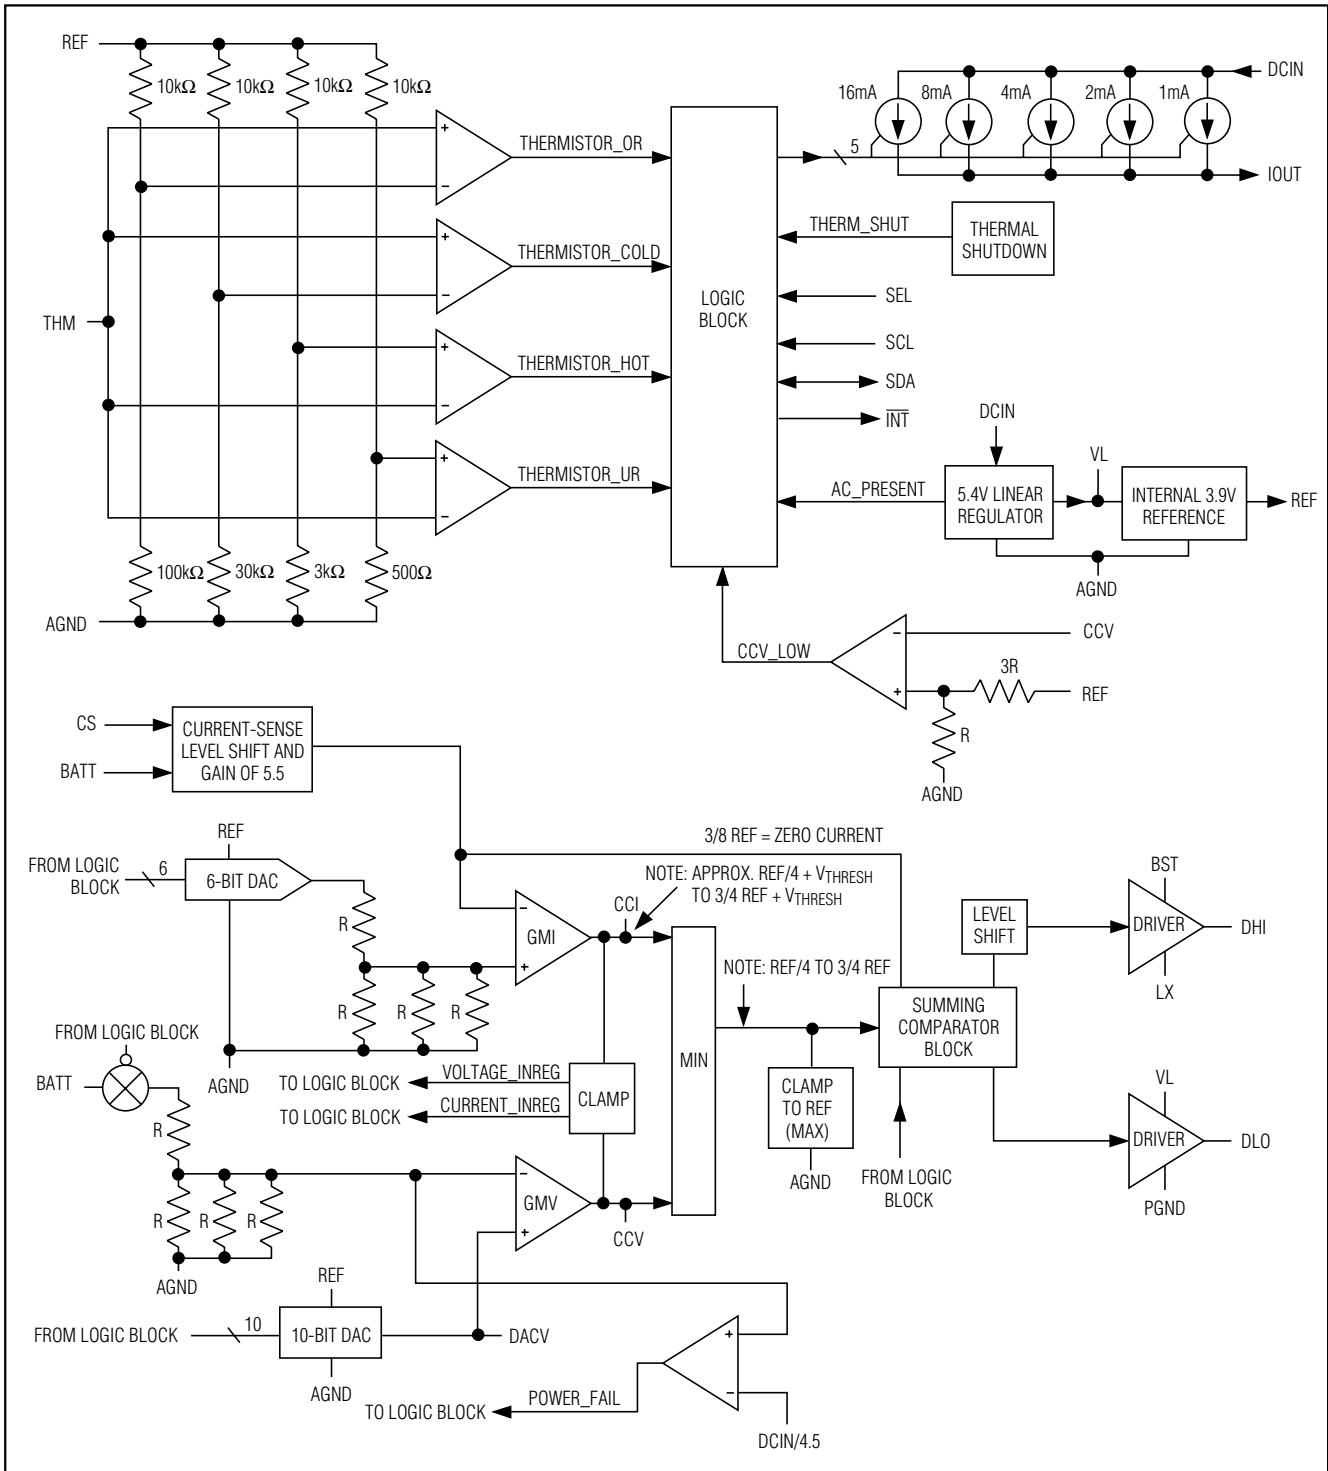 REF
10kΩ
10kΩ
10kΩ
10kΩ
+
−
THERMISTOR_OR
+
−
THERMISTOR_COLD
THM
+
−
THERMISTOR_HOT
+
−
THERMISTOR_UR
100kΩ
30kΩ
3kΩ
500Ω
AGND
LOGIC
BLOCK
16mA
8mA
4mA
2mA
1mA
DCIN
5
IOUT
THERM_SHUT
THERMAL
SHUTDOWN
SEL
SCL
SDA
INT
DCIN
VL
AC_PRESENT
5.4V LINEAR
REGULATOR
INTERNAL 3.9V
REFERENCE
REF
AGND
CCV_LOW
−
+
CCV
3R
REF
R
AGND
CS
BATT
CURRENT-SENSE
LEVEL SHIFT AND
GAIN OF 5.5
3/8 REF = ZERO CURRENT
REF
FROM LOGIC
BLOCK
6
6-BIT DAC
NOTE: APPROX. REF/4 + VTHRESH
TO 3/4 REF + VTHRESH
R
−
+
GMI
CCI
R
R
R
AGND
NOTE: REF/4 TO 3/4 REF
MIN
LEVEL
SHIFT
BST
DRIVER
DHI
LX
SUMMING
COMPARATOR
BLOCK
FROM LOGIC BLOCK
BATT
TO LOGIC BLOCK
VOLTAGE_INREG
TO LOGIC BLOCK
CURRENT_INREG
CLAMP
CLAMP
TO REF
(MAX)
AGND
FROM LOGIC
BLOCK
VL
DRIVER
DLO
PGND
R
R
R
R
AGND
−
+
GMV
CCV
REF
FROM LOGIC BLOCK
10
10-BIT DAC
DACV
AGND
+
−
TO LOGIC BLOCK
POWER_FAIL
DCIN/4.5